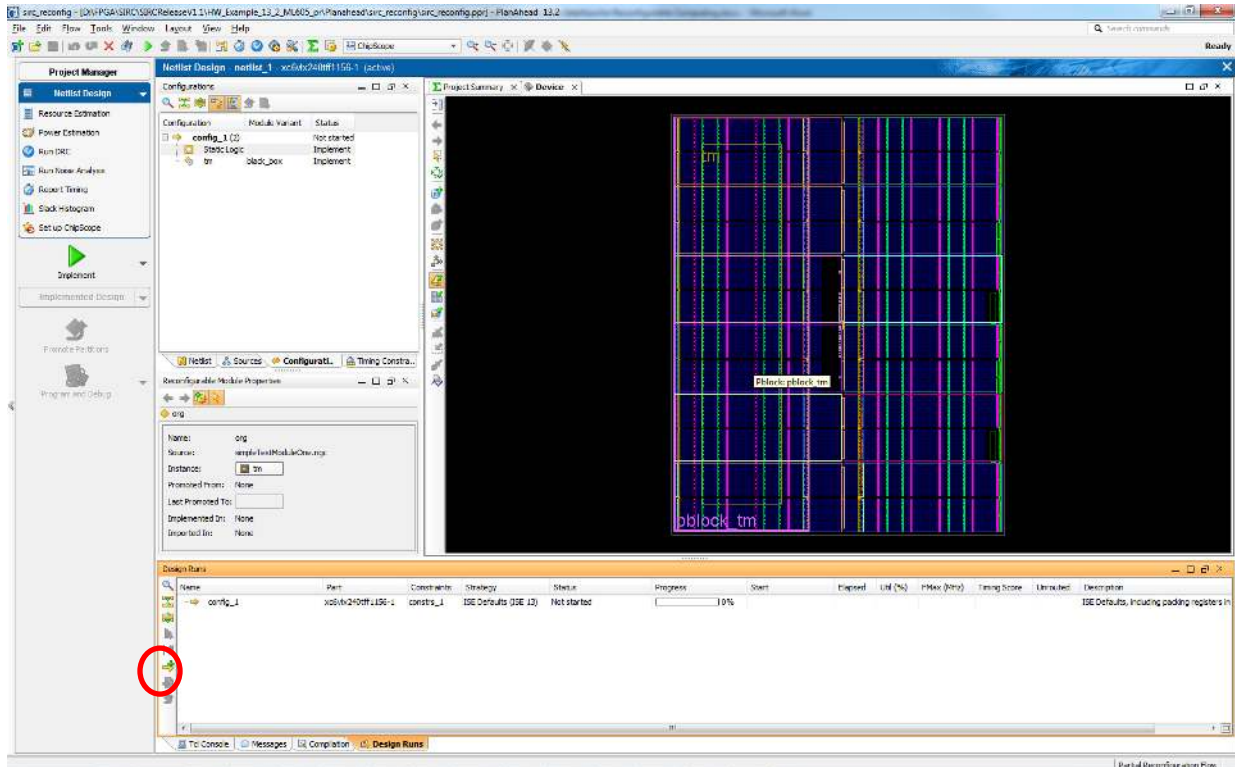 sirc_reconfig - [D:\FPGA\SIRC\SIRCReleaseV1.1\HW_Example_13_2_ML605_pr\Planahead\sirc_reconfig\sirc_reconfig.ppr] - PlanAhead 13.2
File Edit Flow Tools Window Layout View Help
Search commands
ChipScope
Ready
Project Manager
Netlist Design - netlist_1 - xc6vlx240tff1156-1 (active)
Netlist Design
Resource Estimation
Power Estimation
Run DRC
Run Noise Analysis
Report Timing
Slack Histogram
Set up ChipScope
Implement
Implemented Design
Promote Partitions
Program and Debug
Configurations
Configuration Module Variant Status
config_1 (2) Not started
Static Logic Implement
tm black_box Implement
Netlist Sources Configurati... Timing Constra...
Reconfigurable Module Properties
org
Name: org
Source: simpleTestModuleOne.ngc
Instance: tm
Promoted From: None
Last Promoted To:
Implemented In: None
Imported In: None
Project Summary Device
tm
Pblock: pblock_tm
pblock_tm
Design Runs
Name Part Constraints Strategy Status Progress Start Elapsed Util (%) FMax (MHz) Timing Score Unrouted Description
config_1 xc6vlx240tff1156-1 constrs_1 ISE Defaults (ISE 13) Not started 0% ISE Defaults, including packing registers in
Tcl Console Messages Compilation Design Runs
Partial Reconfiguration Flow